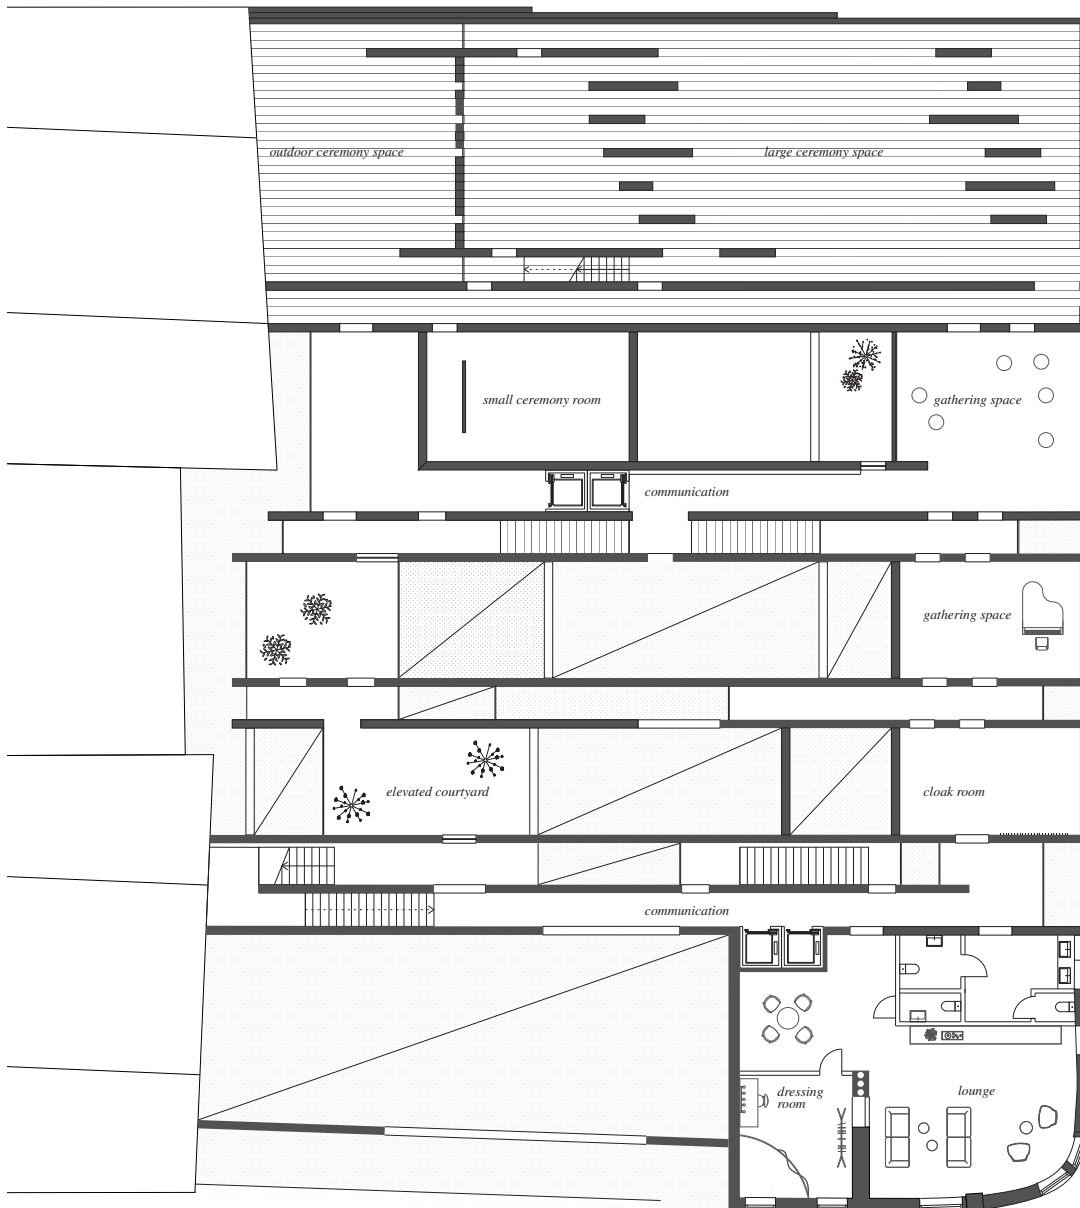 outdoor ceremony space
large ceremony space
small ceremony room
gathering space
communication
gathering space
elevated courtyard
cloak room
communication
dressing
room
lounge